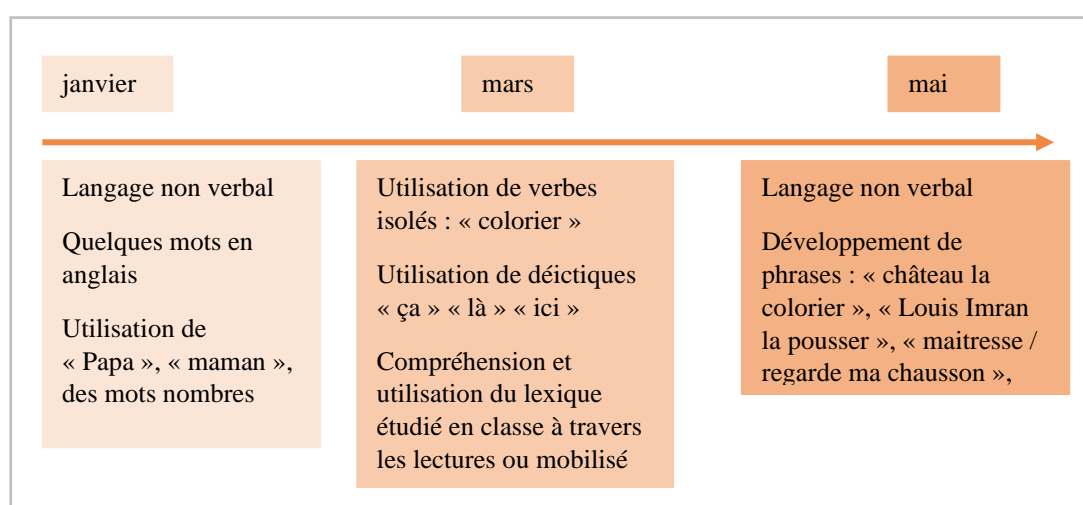 janvier
mars
mai
Langage non verbal
Quelques mots en
anglais
Utilisation de
« Papa », « maman »,
des mots nombres
Utilisation de verbes
isolés : « colorier »
Utilisation de déictiques
« ça » « là » « ici »
Compréhension et
utilisation du lexique
étudié en classe à travers
les lectures ou mobilisé
Langage non verbal
Développement de
phrases : « château la
colorier », « Louis Imran
la pousser », « maitresse /
regarde ma chausson »,